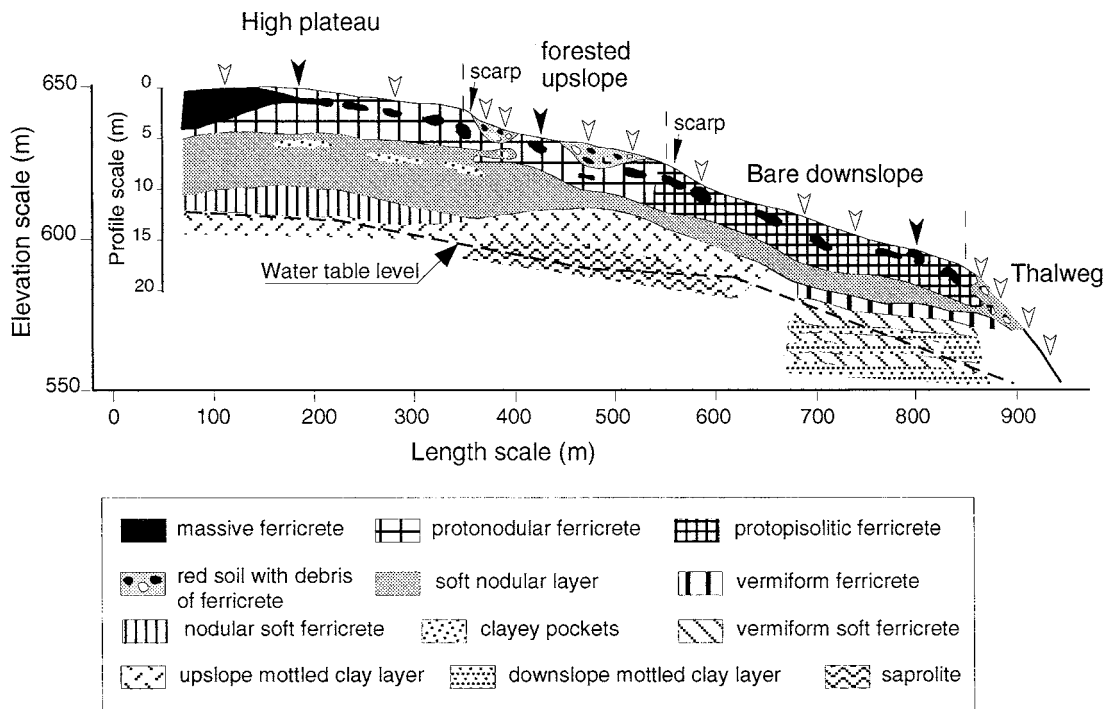 High plateau
forested
upslope
scarp
scarp
Bare downslope
Thalweg
Water table level
Elevation scale (m)
650
600
550
Profile scale (m)
0
5
10
15
20
0 100 200 300 400 500 600 700 800 900
Length scale (m)
massive ferricrete protonodular ferricrete protopisolitic ferricrete
red soil with debris
of ferricrete
soft nodular layer vermiform ferricrete
nodular soft ferricrete clayey pockets vermiform soft ferricrete
upslope mottled clay layer downslope mottled clay layer saprolite